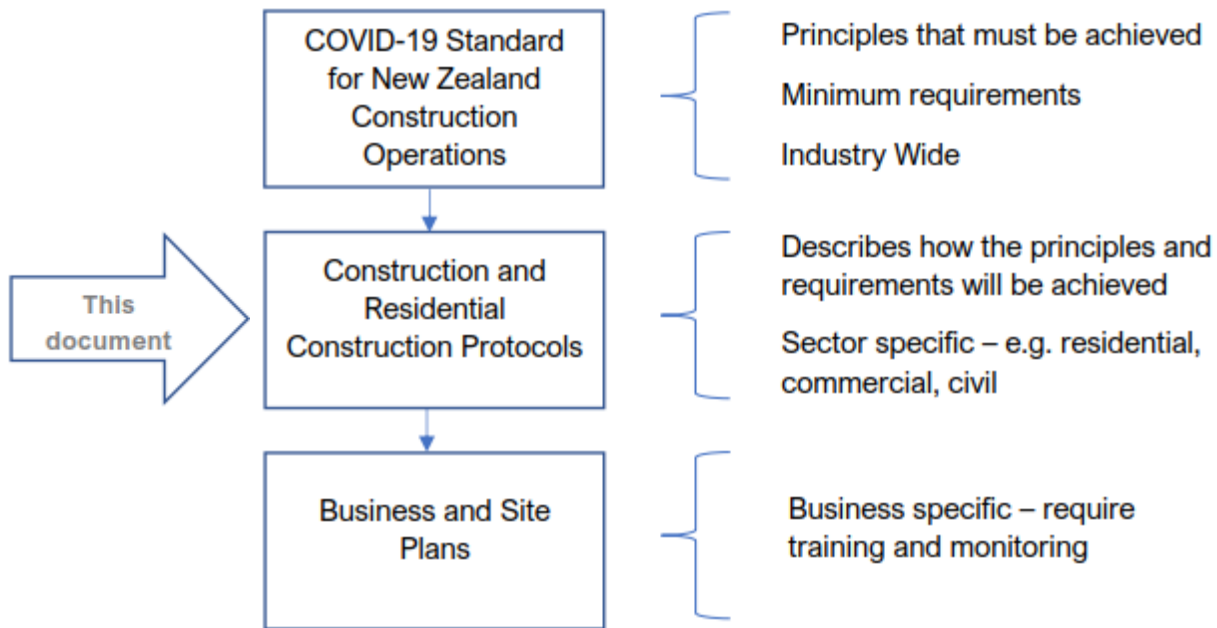 COVID-19 Standard
for New Zealand
Construction
Operations
Principles that must be achieved
Minimum requirements
Industry Wide
This
document
Construction and
Residential
Construction Protocols
Describes how the principles and
requirements will be achieved
Sector specific – e.g. residential,
commercial, civil
Business and Site
Plans
Business specific – require
training and monitoring